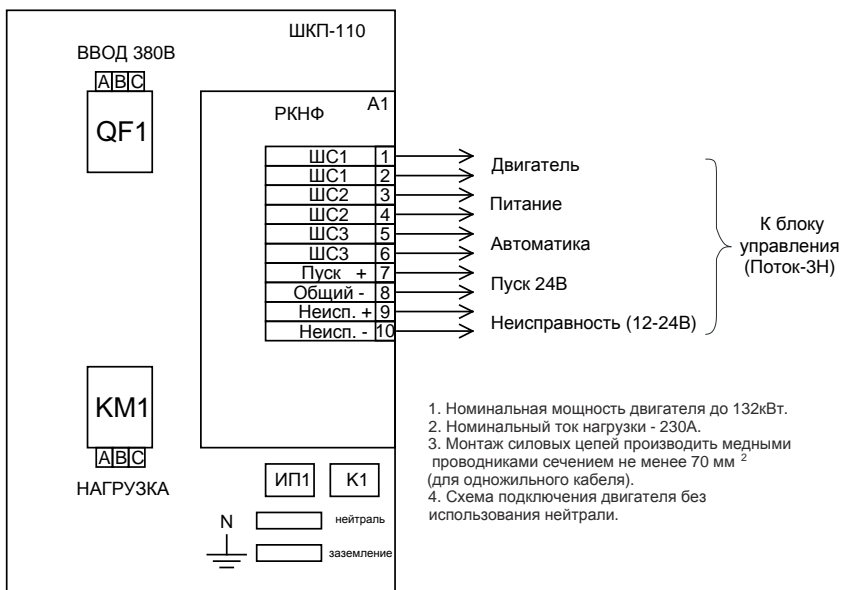 ШКП-110
ВВОД 380В
A B C
QF1
РКНФ
A1
ШС1 1
ШС1 2
ШС2 3
ШС2 4
ШС3 5
ШС3 6
Пуск + 7
Общий - 8
Неисп. + 9
Неисп. - 10
Двигатель
Питание
Автоматика
Пуск 24В
Неисправность (12-24В)
К блоку
управления
(Поток-3Н)
KM1
A B C
НАГРУЗКА
ИП1
K1
N
нейтраль
заземление
1. Номинальная мощность двигателя до 132кВт.
2. Номинальный ток нагрузки - 230А.
3. Монтаж силовых цепей производить медными
проводниками сечением не менее 70 мм ²
(для одножильного кабеля).
4. Схема подключения двигателя без
использования нейтрали.